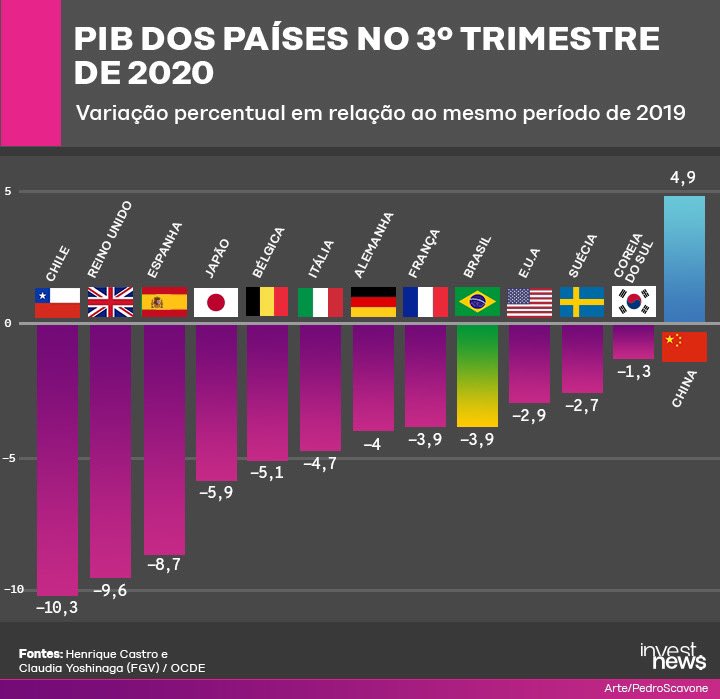 PIB DOS PAÍSES NO 3º TRIMESTRE
DE 2020
Variação percentual em relação ao mesmo período de 2019
5
0
−5
−10
CHILE
REINO UNIDO
ESPANHA
JAPÃO
BÉLGICA
ITÁLIA
ALEMANHA
FRANÇA
BRASIL
E.U.A
SUÉCIA
COREIA
DO SUL
CHINA
−10,3
−9,6
−8,7
−5,9
−5,1
−4,7
−4
−3,9
−3,9
−2,9
−2,7
−1,3
4,9
Fontes: Henrique Castro e
Claudia Yoshinaga (FGV) / OCDE
invest
new$
Arte/PedroScavone